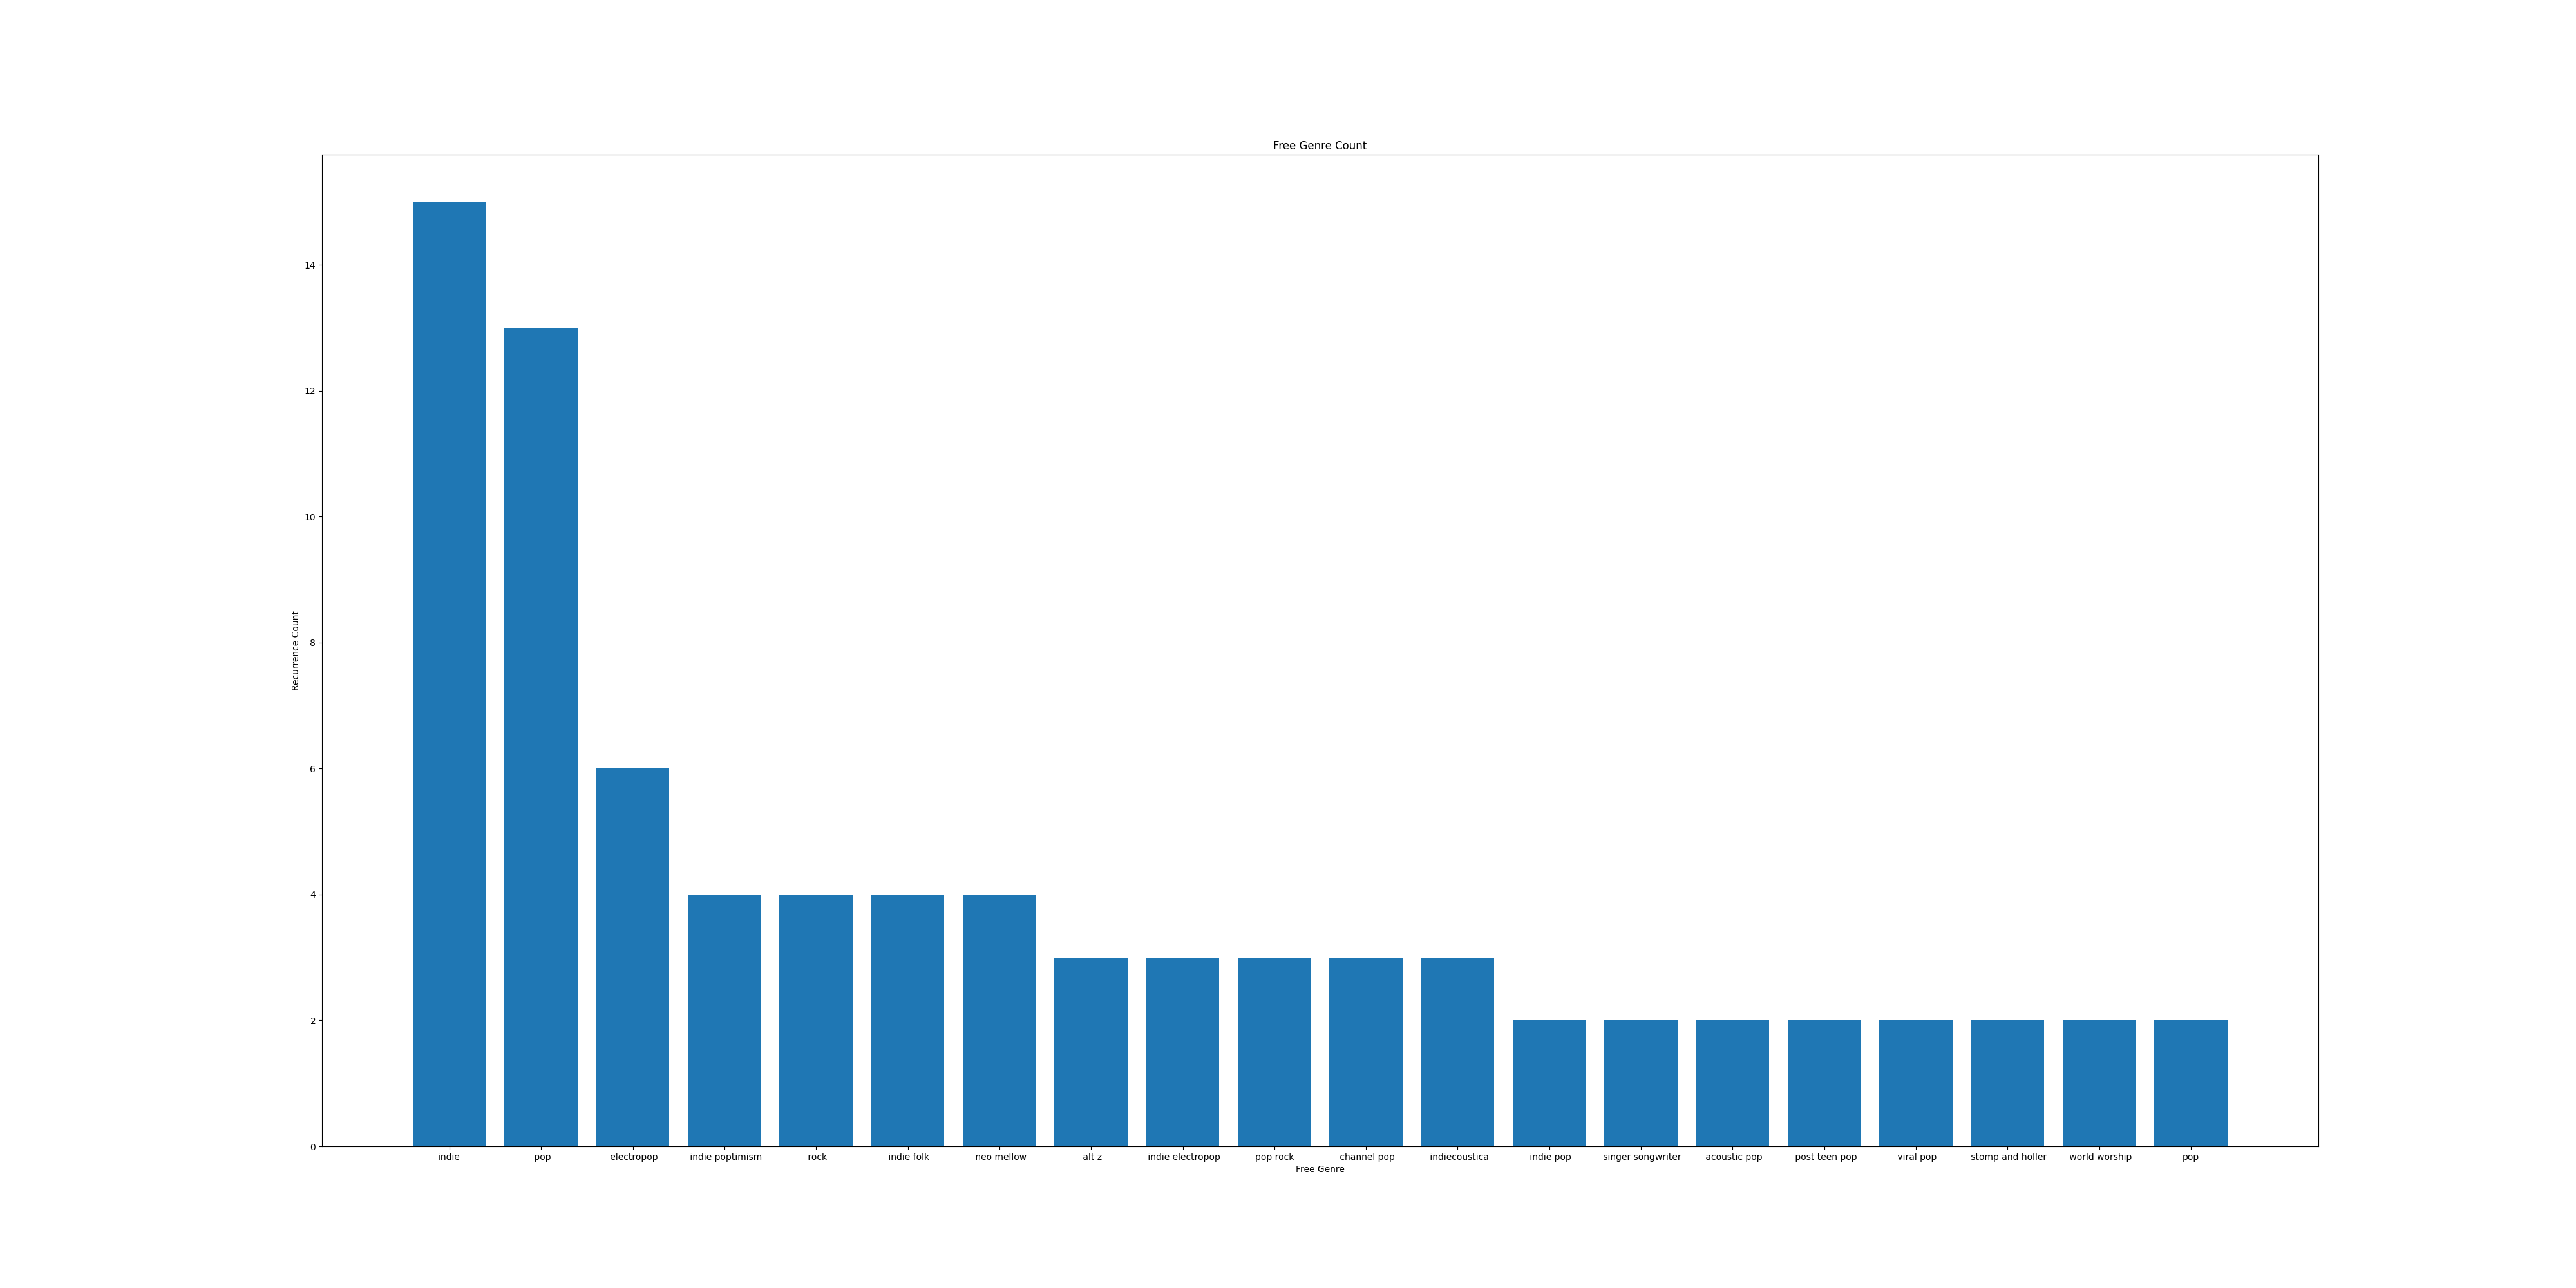 Free Genre Count
14
12
10
8
6
4
2
0
Recurrence Count
indie pop electropop indie poptimism rock indie folk neo mellow alt z indie electropop pop rock channel pop indiecoustica indie pop singer songwriter acoustic pop post teen pop viral pop stomp and holler world worship pop
Free Genre